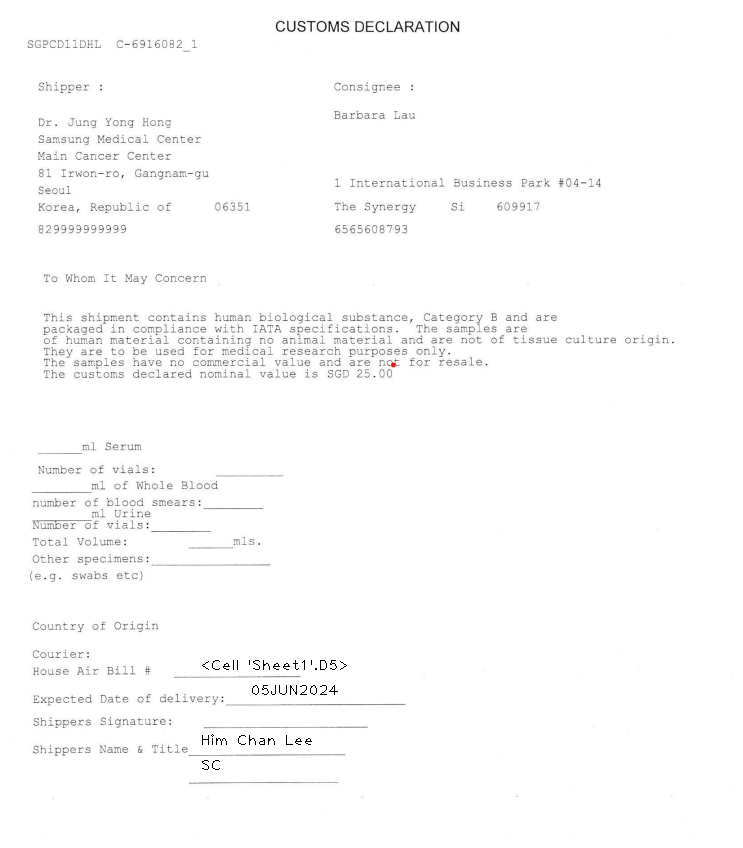 CUSTOMS DECLARATION
SGPCD11DHL C-6916082_1
Shipper :
Dr. Jung Yong Hong
Samsung Medical Center
Main Cancer Center
81 Irwon-ro, Gangnam-gu
Seoul
Korea, Republic of 06351
829999999999
Consignee :
Barbara Lau
1 International Business Park #04-14
The Synergy Si 609917
6565608793
To Whom It May Concern
This shipment contains human biological substance, Category B and are
packaged in compliance with IATA specifications. The samples are
of human material containing no animal material and are not of tissue culture origin.
They are to be used for medical research purposes only.
The samples have no commercial value and are not for resale.
The customs declared nominal value is SGD 25.00
______ml Serum
Number of vials: _________
________ml of Whole Blood
number of blood smears:________
________ml Urine
Number of vials:________
Total Volume: ______mls.
Other specimens:________________
(e.g. swabs etc)
Country of Origin
Courier:
House Air Bill # <Cell 'Sheet1'.D5>
Expected Date of delivery: 05JUN2024
Shippers Signature: ______________________
Shippers Name & Title Him Chan Lee
SC